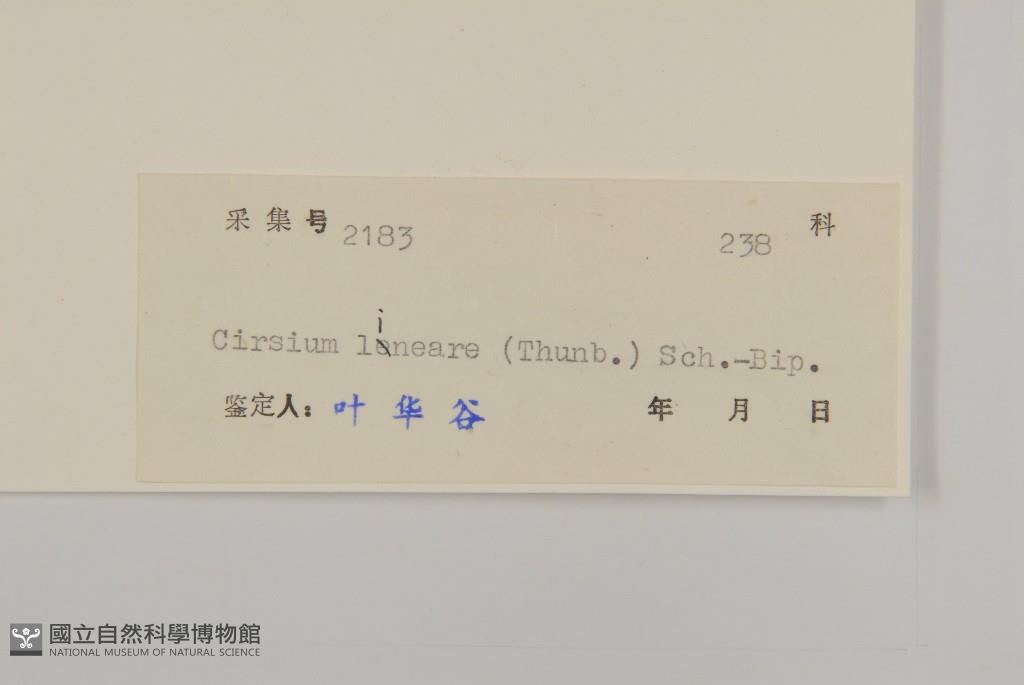 采集号 2183 238 科
Cirsium lineare (Thunb.) Sch.-Bip.
鉴定人: 叶华谷 年 月 日
國立自然科學博物館
NATIONAL MUSEUM OF NATURAL SCIENCE